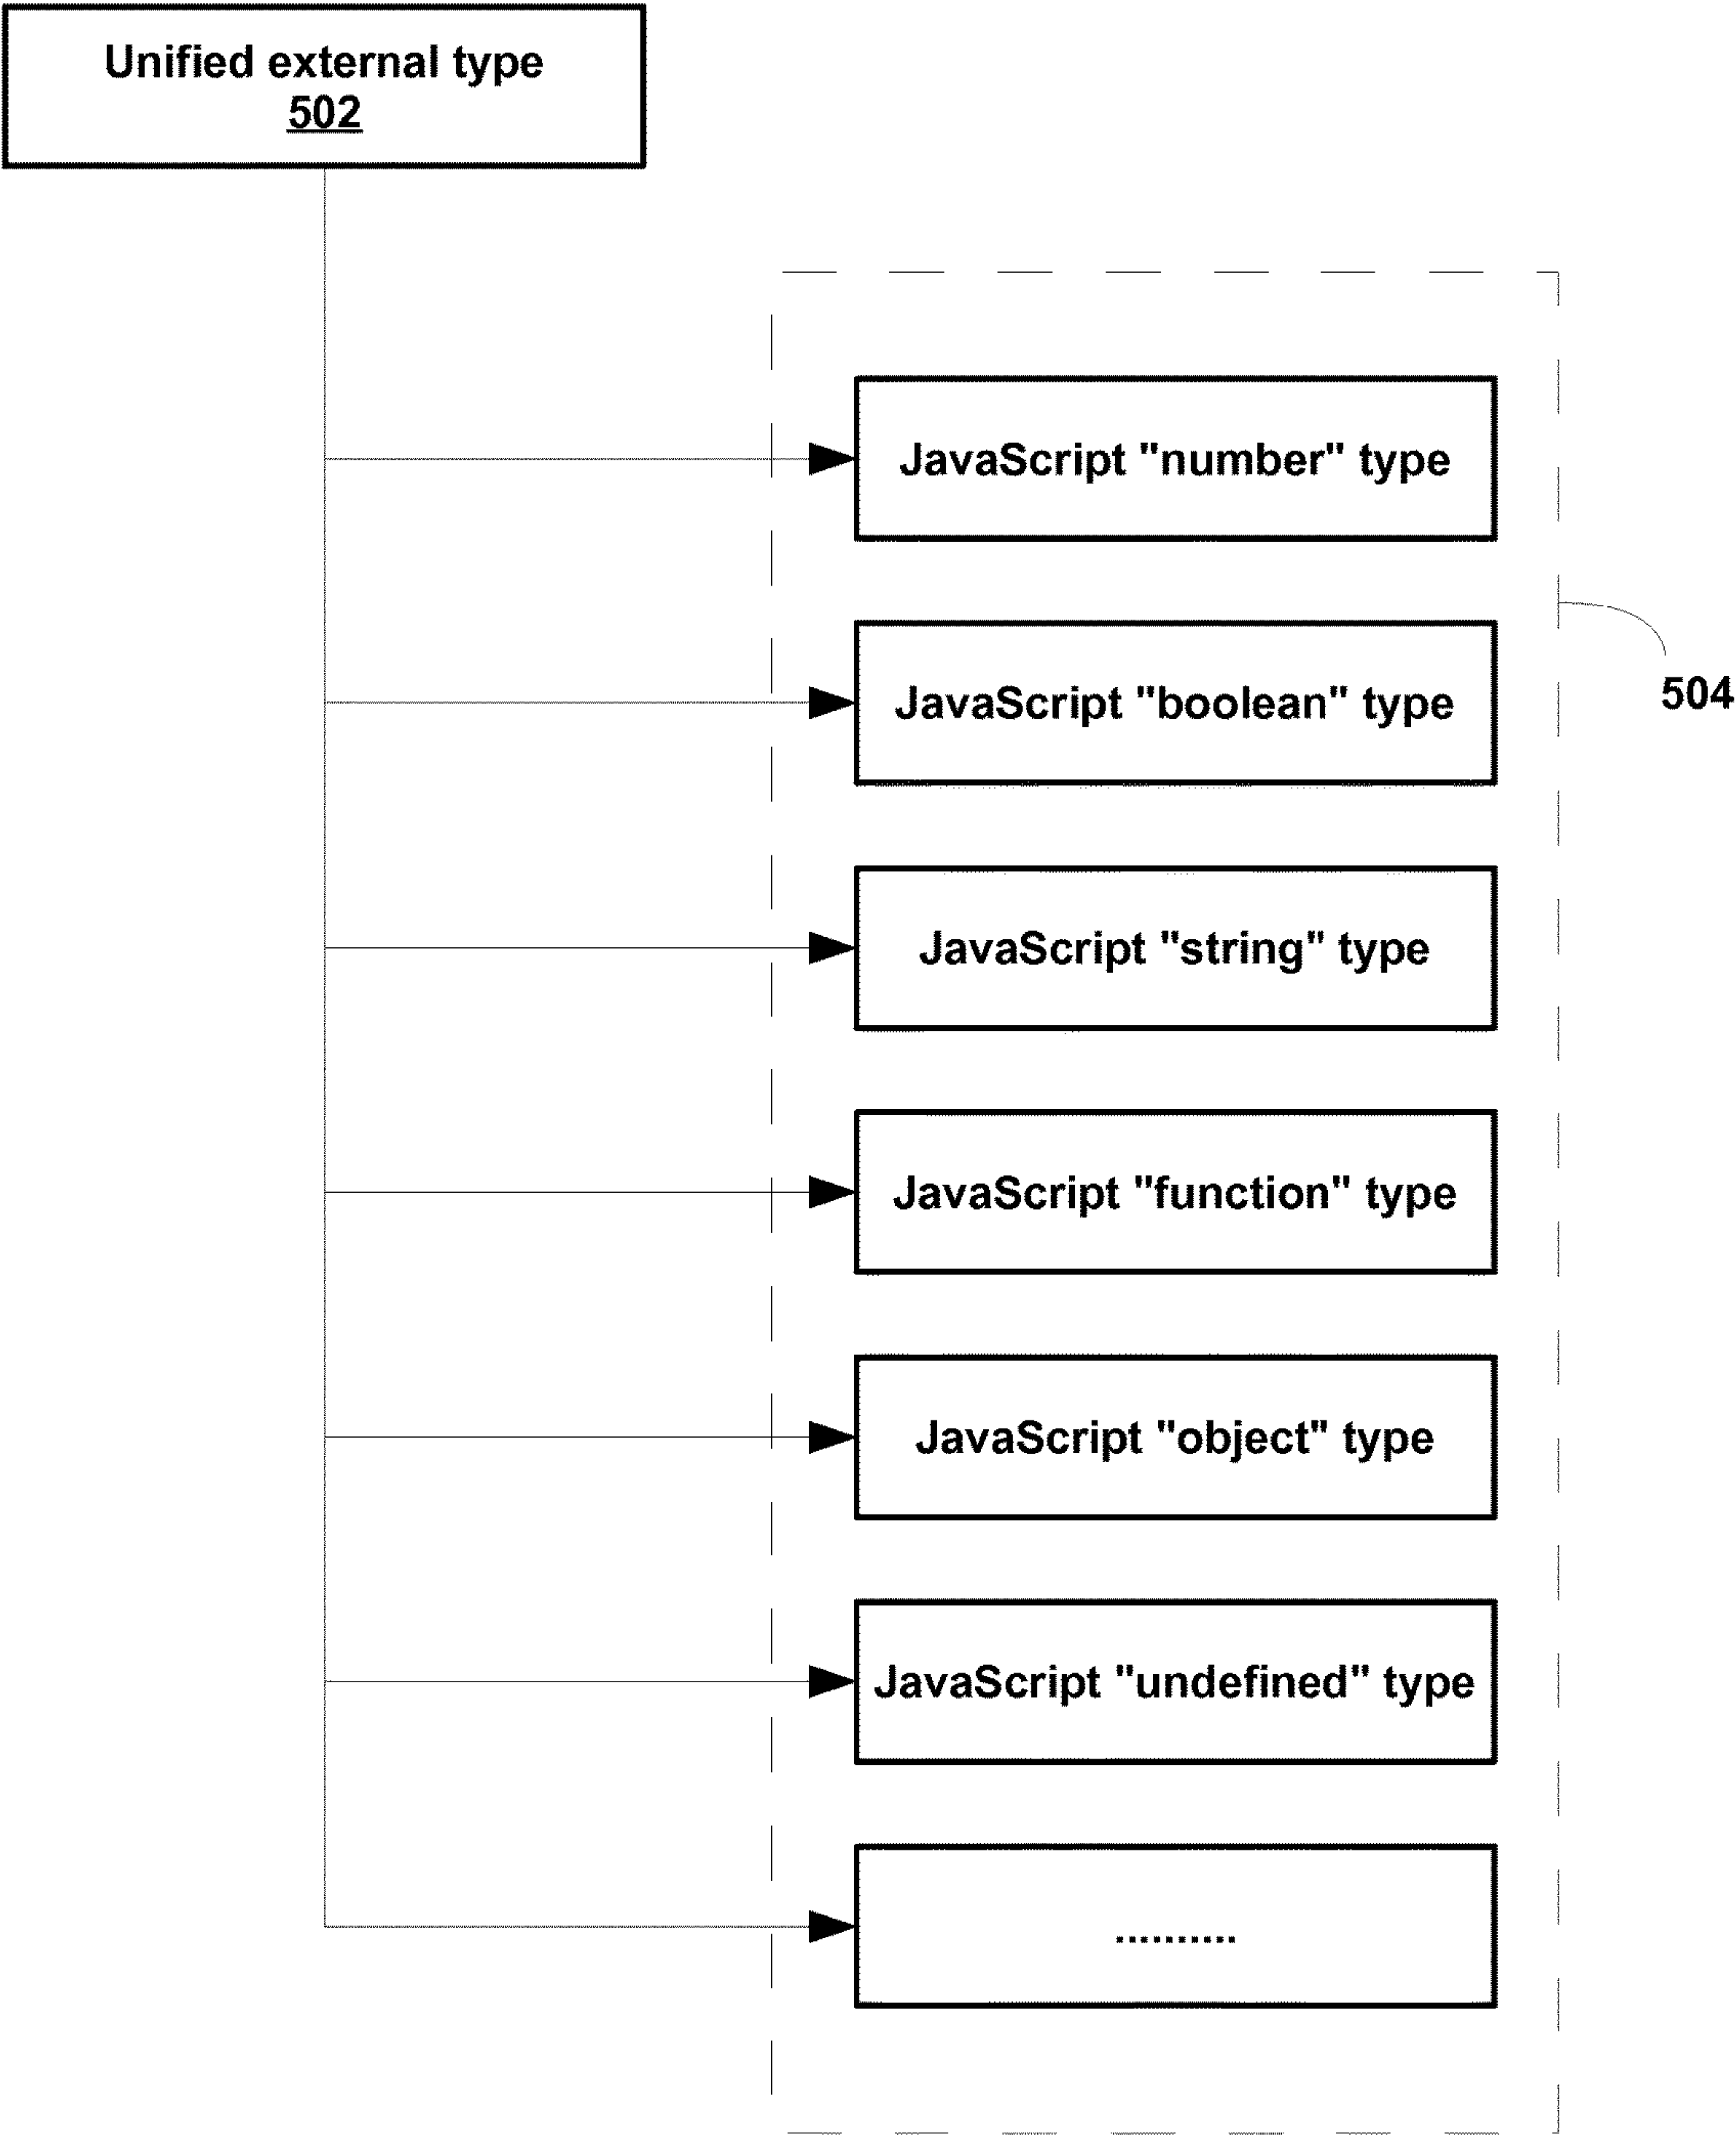 Unified external type
502
JavaScript "number" type
JavaScript "boolean" type
504
JavaScript "string" type
JavaScript "function" type
JavaScript "object" type
JavaScript "undefined" type
..........